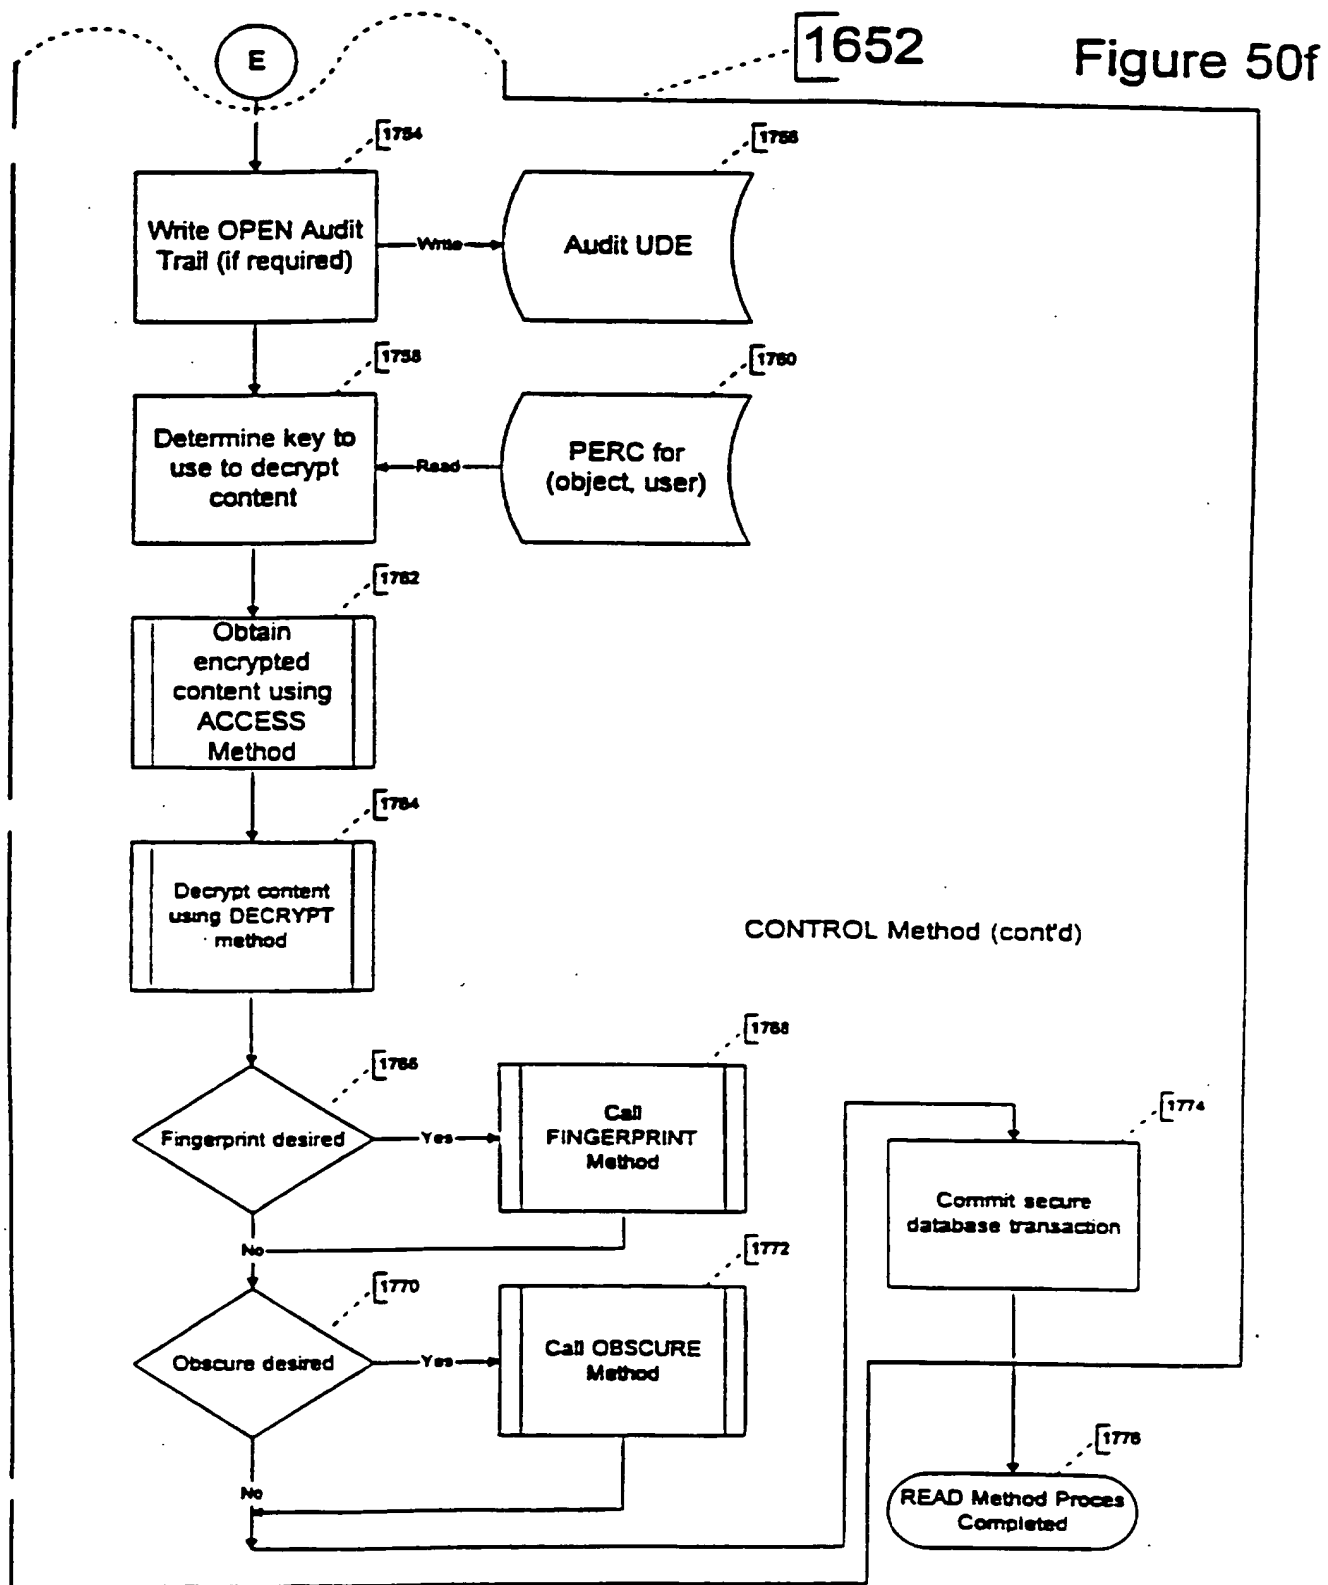 E
1652
Figure 50f
1754
Write OPEN Audit
Trail (if required)
Write
1756
Audit UDE
1758
Determine key to
use to decrypt
content
Read
1760
PERC for
(object, user)
1762
Obtain
encrypted
content using
ACCESS
Method
1764
Decrypt content
using DECRYPT
method
CONTROL Method (cont'd)
1766
Fingerprint desired
Yes
1768
Call
FINGERPRINT
Method
No
1770
Obscure desired
Yes
1772
Call OBSCURE
Method
No
1774
Commit secure
database transaction
1776
READ Method Proces
Completed